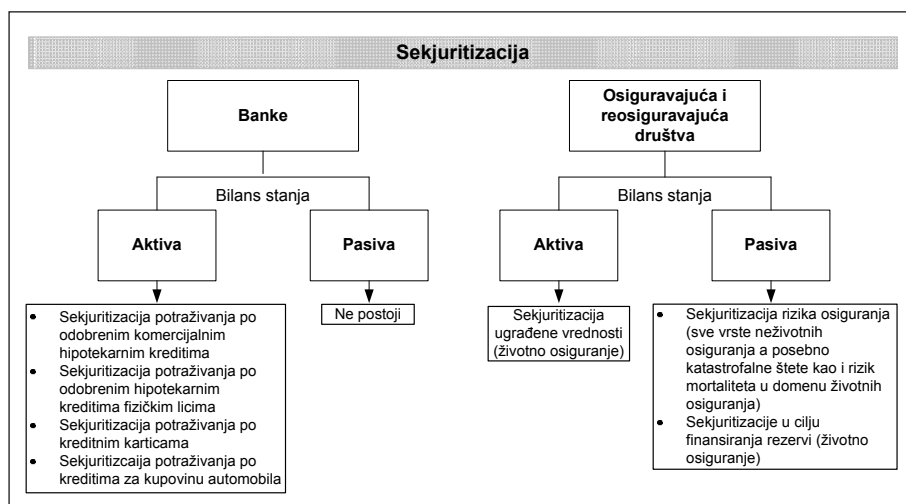 Sekjuritizacija
Banke
Osiguravajuća i
reosiguravajuća
društva
Bilans stanja
Bilans stanja
Aktiva
Pasiva
Aktiva
Pasiva
• Sekjuritizacija potraživanja po
odobrenim komercijalnim
hipotekarnim kreditima
• Sekjuritizacija potraživanja po
odobrenim hipotekarnim
kreditima fizičkim licima
• Sekjuritizacija potraživanja po
kreditnim karticama
• Sekjuritizcaija potraživanja po
kreditima za kupovinu automobila
Ne postoji
Sekjuritizacija
ugrađene vrednosti
(životno osiguranje)
• Sekjuritizacija rizika osiguranja
(sve vrste neživotnih
osiguranja a posebno
katastrofalne štete kao i rizik
mortaliteta u domenu životnih
osiguranja)
• Sekjuritizacije u cilju
finansiranja rezervi (životno
osiguranje)